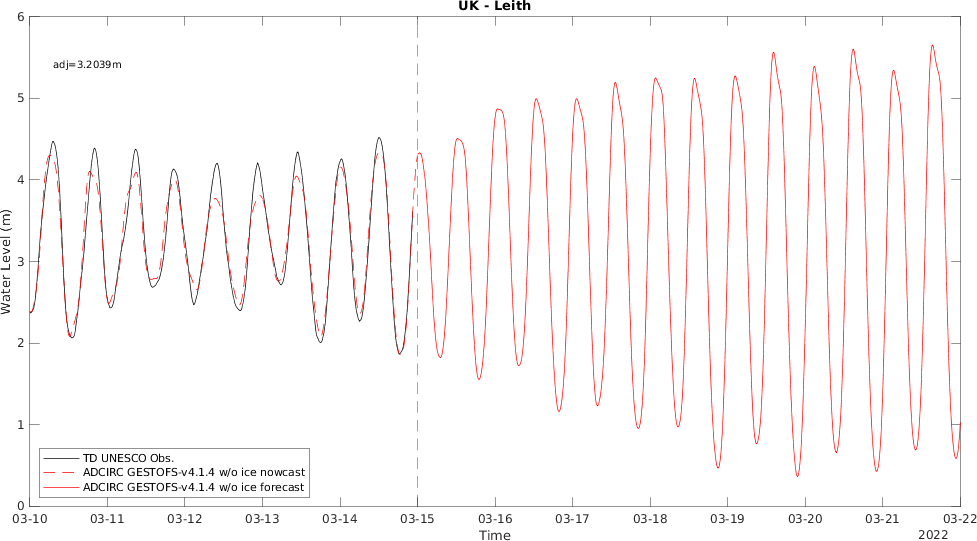 UK - Leith
6
adj=3.2039m
5
4
3
2
1
0
Water Level (m)
TD UNESCO Obs.
ADCIRC GESTOFS-v4.1.4 w/o ice nowcast
ADCIRC GESTOFS-v4.1.4 w/o ice forecast
03-10 03-11 03-12 03-13 03-14 03-15 03-16 03-17 03-18 03-19 03-20 03-21 03-22
Time
2022